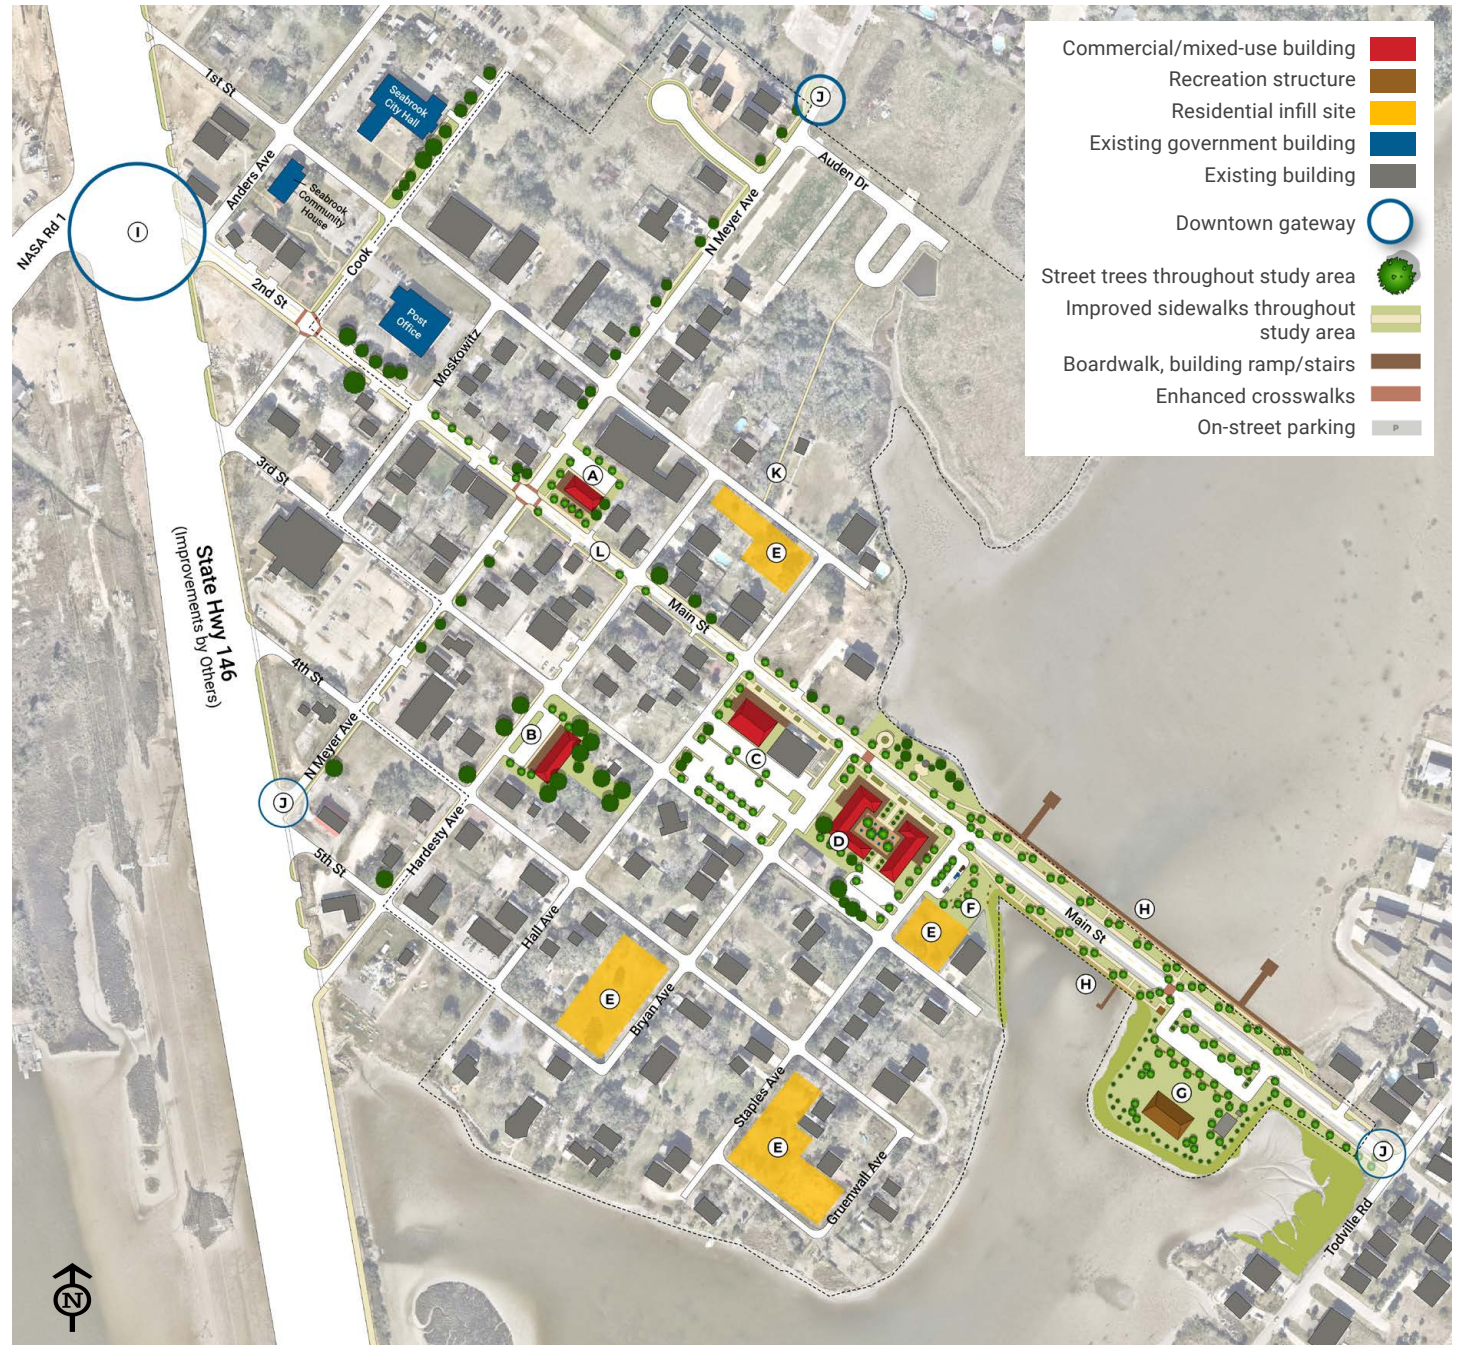 Commercial/mixed-use building
Recreation structure
Residential infill site
Existing government building
Existing building
Downtown gateway
Street trees throughout study area
Improved sidewalks throughout
study area
Boardwalk, building ramp/stairs
Enhanced crosswalks
On-street parking
P
1st St
Seabrook
City Hall
J
Auden Dr
Anders Ave
Seabrook
Community
House
NASA Rd 1
I
N Meyer Ave
Cook
2nd St
Post
Office
Moskowitz
3rd St
A
K
E
L
State Hwy 146
(Improvements by Others)
Main St
4th St
B
C
N Meyer Ave
J
D
Hardesty Ave
5th St
F
H
Main St
E
Hall Ave
H
E
Bryan Ave
G
Staples Ave
E
J
Gruenwall Ave
Todville Rd
N